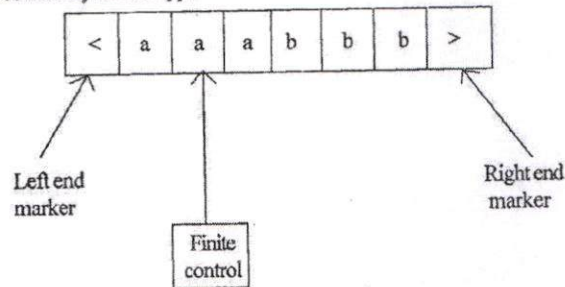 < a a a b b b >
Left end
marker
Right end
marker
Finite
control